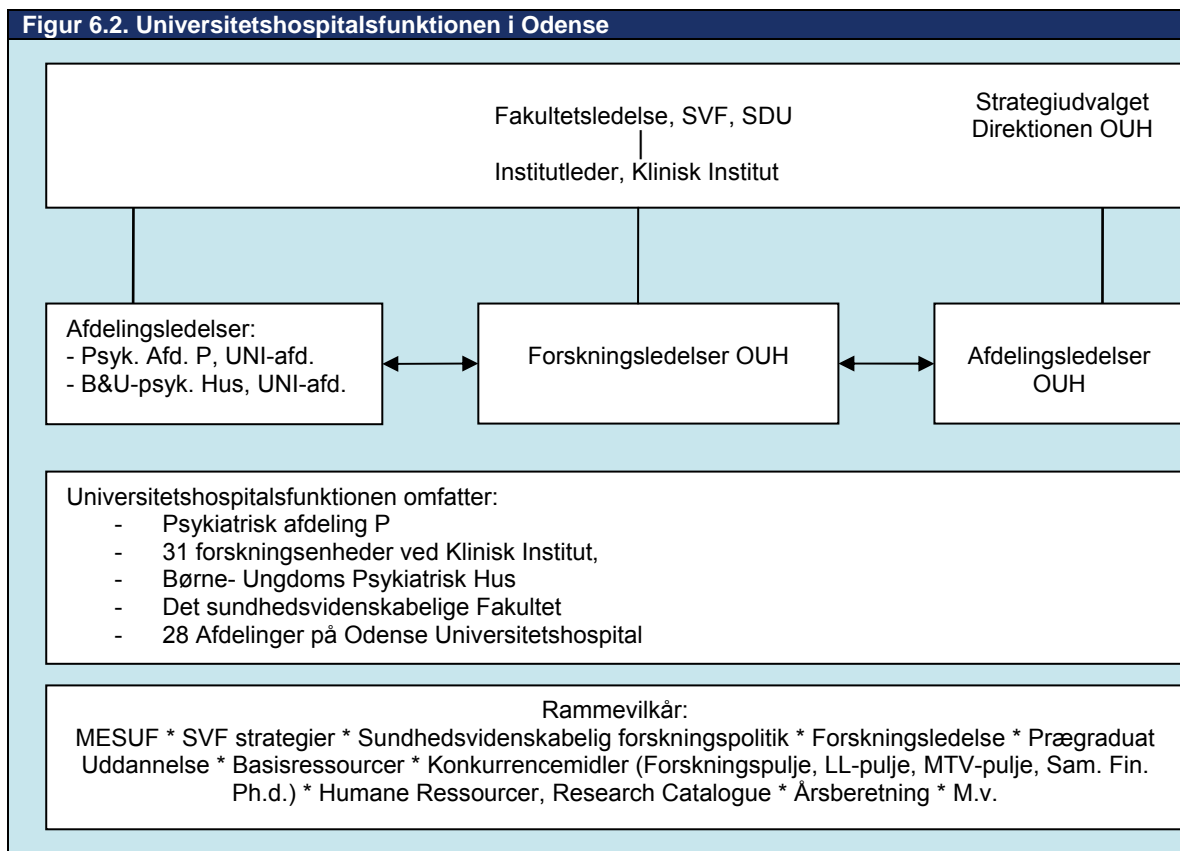 Figur 6.2. Universitetshospitalsfunktionen i Odense
Fakultetsledelse, SVF, SDU
Institutleder, Klinisk Institut
Strategiudvalget
Direktionen OUH
Afdelingsledelser:
- Psyk. Afd. P, UNI-afd.
- B&U-psyk. Hus, UNI-afd.
Forskningsledelser OUH
Afdelingsledelser
OUH
Universitetshospitalsfunktionen omfatter:
- Psykiatrisk afdeling P
- 31 forskningsenheder ved Klinisk Institut,
- Børne- Ungdoms Psykiatrisk Hus
- Det sundhedsvidenskabelige Fakultet
- 28 Afdelinger på Odense Universitetshospital
Rammevilkår:
MESUF * SVF strategier * Sundhedsvidenskabelig forskningspolitik * Forskningsledelse * Prægraduat
Uddannelse * Basisressourcer * Konkurrencemidler (Forskningspulje, LL-pulje, MTV-pulje, Sam. Fin.
Ph.d.) * Humane Ressourcer, Research Catalogue * Årsberetning * M.v.